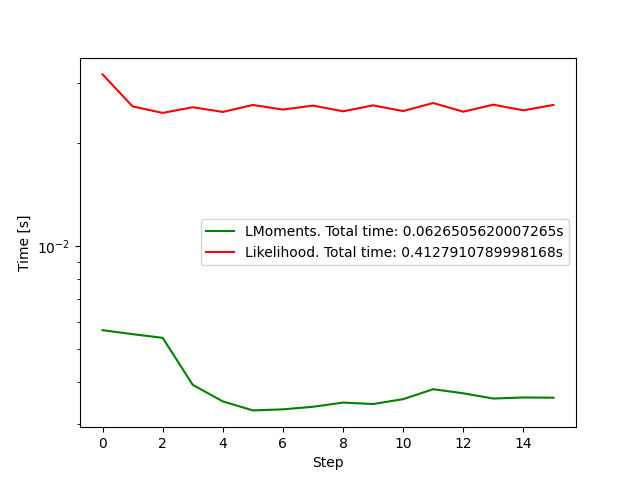 Time [s]
10⁻²
LMoments. Total time: 0.0626505620007265s
Likelihood. Total time: 0.4127910789998168s
0 2 4 6 8 10 12 14
Step